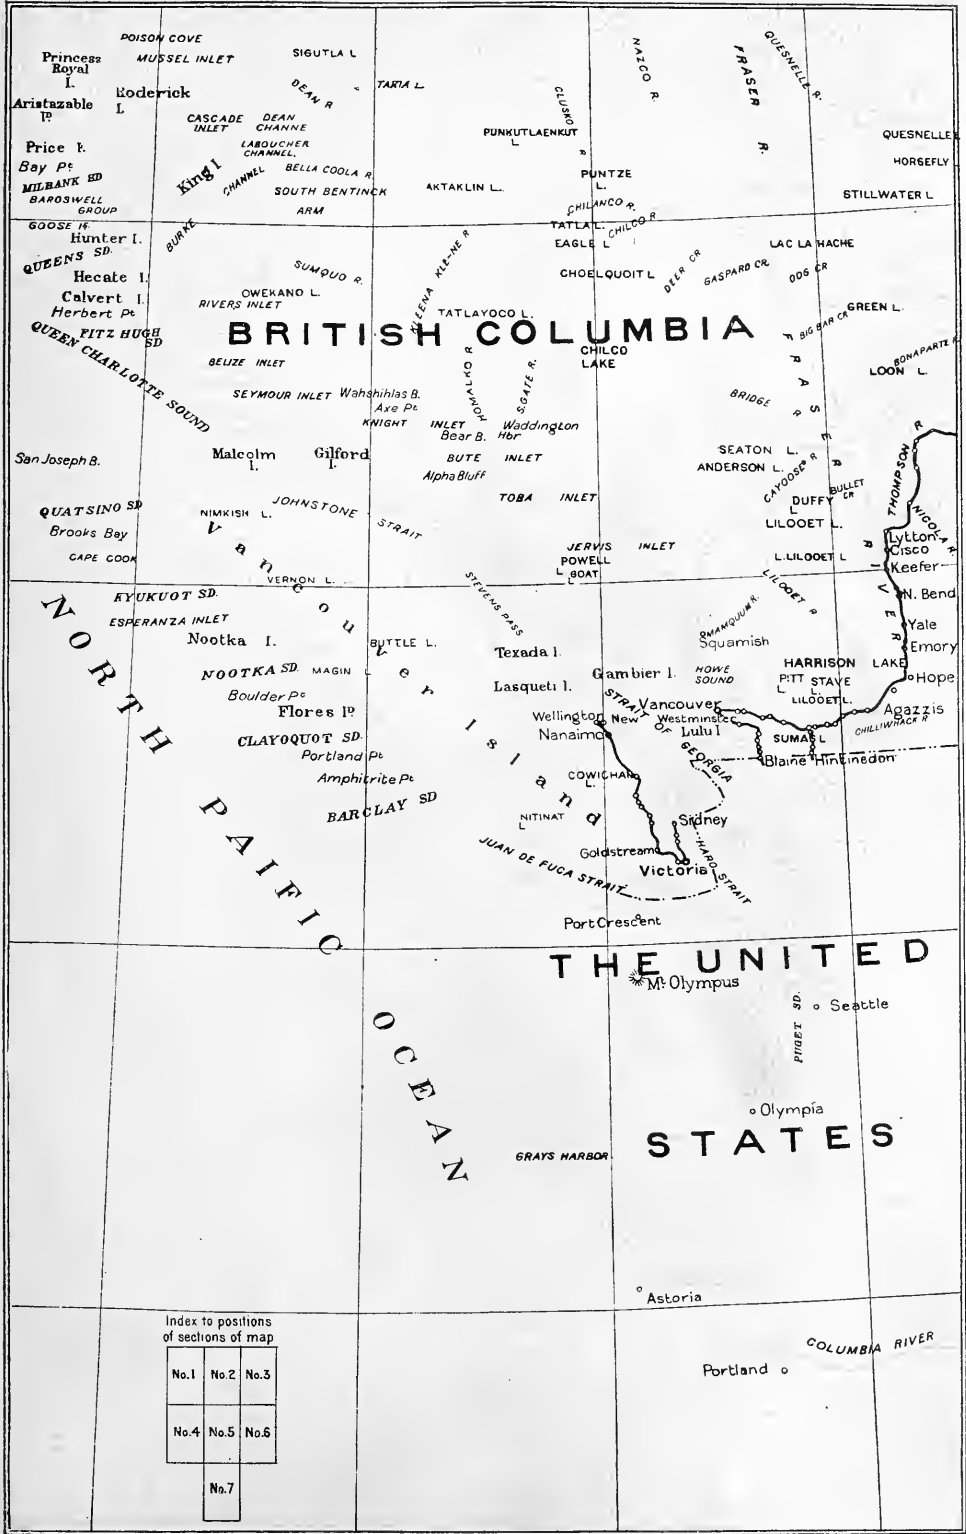 POISON COVE
MUSSEL INLET
SIGUTLA L
Princess
Royal
I.
Roderick
I.
Aristazable
ID
DEAN R
TARIA L.
CLUSKO
R
NAZCO R.
FRASER R.
QUESNELLE R.
CASCADE
INLET
DEAN
CHANNE
LABOUCHER
CHANNEL.
PUNKUTLAENKUT
L
QUESNELLE
HORSEFLY
Price I.
Bay Pt
MILBANK SD
BAROSWELL
GROUP
King I
BURKE
CHANNEL
BELLA COOLA R.
SOUTH BENTINCK
ARM
AKTAKLIN L.
PUNTZE
L.
CHILANCO R.
STILLWATER L
GOOSE Is
Hunter I.
QUEENS SD.
Hecate I.
Calvert I.
Herbert Pt
FITZ HUGH
SD
QUEEN CHARLOTTE SOUND
SUMQUO R.
OWEKANO L.
RIVERS INLET
KLEENA KLE-NE R
TATLA L.
CHILCO R
EAGLE L
CHOELQUOIT L
DEER CR
GASPARD CR.
LAC LA HACHE
DOG CR
TATLAYOCO L.
GREEN L.
BIG BAR CR
BRITISH COLUMBIA
BONAPARTE R
LOON L.
BELIZE INLET
CHILCO
LAKE
HOMALKO R
S.GATE R.
SEYMOUR INLET
Wahshihlas B.
Axe Pt
KNIGHT INLET
Bear B.
Waddington
Hbr
BRIDGE R
FRASER RIVER
San Joseph B.
Malcolm
I.
Gilford
I.
BUTE INLET
Alpha Bluff
SEATON L.
ANDERSON L.
CAYOOSE R
BULLET
CR
THOMPSON R
DUFFY
L
QUATSINO SD
Brooks Bay
CAPE COOK
NIMKISH L.
JOHNSTONE STRAIT
TOBA INLET
LILOOET L.
NICOLA R.
JERVIS INLET
POWELL
L
GOAT
L
L. LILOOET L
Lytton
Cisco
Keefer
VERNON L.
Vancouver Island
STEVENS PASS
LILOOET R
KYUKUOT SD.
ESPERANZA INLET
Nootka I.
BUTTLE L.
Texada I.
MAMQUUM R.
Squamish
N. Bend
Yale
Emory
NOOTKA SD.
MAGIN L
Boulder Pt
Flores ID
Lasqueti I.
Gambier I.
HOWE
SOUND
HARRISON LAKE
PITT
L
STAVE
L.
LILOOET L.
Hope
Agazzis
CHILLIWHACK R
CLAYOQUOT SD.
Portland Pt
Amphitrite Pt
BARCLAY SD
Wellington
Nanaimo
STRAIT OF GEORGIA
Vancouver
New Westminster
Lulu I
SUMAS L
Blaine
Hintinedon
COWICHAN
L.
NITINAT
L
Sidney
Goldstream
Victoria
HARO STRAIT
JUAN DE FUCA STRAIT
NORTH PAIFIC OCEAN
Port Crescent
THE UNITED
Mt. Olympus
PUGET SD.
Seattle
Olympia
GRAYS HARBOR
STATES
Astoria
COLUMBIA RIVER
Portland
Index to positions
of sections of map
No.1 No.2 No.3
No.4 No.5 No.6
No.7